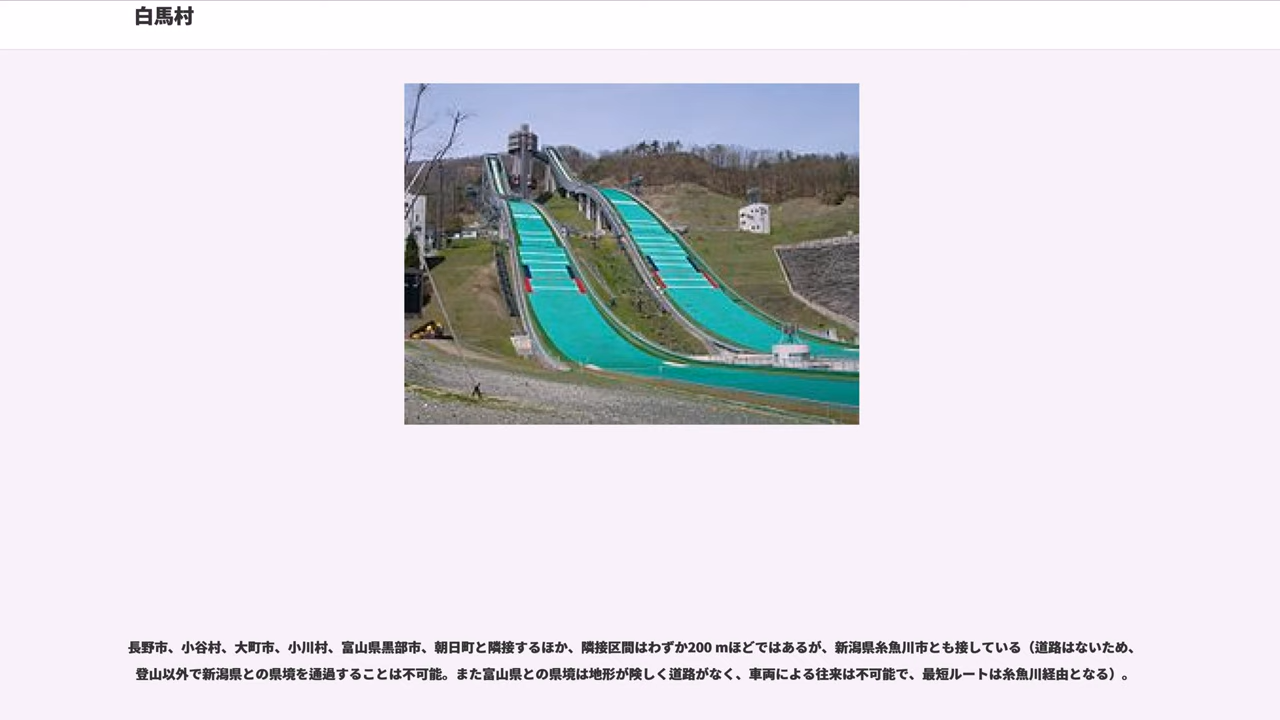 白馬村
長野市、小谷村、大町市、小川村、富山県黒部市、朝日町と隣接するほか、隣接区間はわずか200 mほどではあるが、新潟県糸魚川市とも接している（道路はないため、
登山以外で新潟県との県境を通過することは不可能。また富山県との県境は地形が険しく道路がなく、車両による往来は不可能で、最短ルートは糸魚川経由となる）。